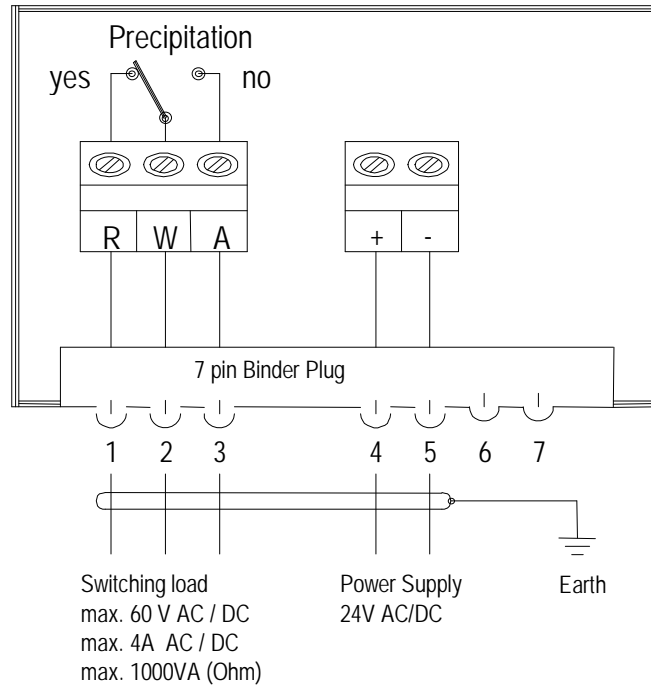 Precipitation
yes no
R W A + -
7 pin Binder Plug
1 2 3 4 5 6 7
Switching load
max. 60 V AC / DC
max. 4A AC / DC
max. 1000VA (Ohm)
Power Supply
24V AC/DC
Earth